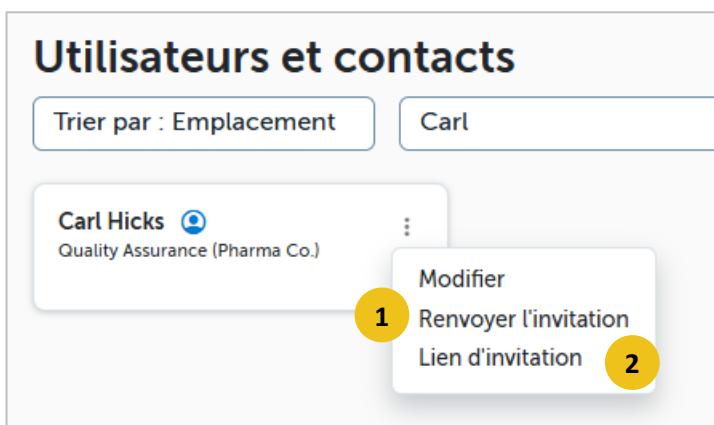 Utilisateurs et contacts
Trier par : Emplacement
Carl
Carl Hicks
Quality Assurance (Pharma Co.)
Modifier
1
Renvoyer l'invitation
Lien d'invitation
2